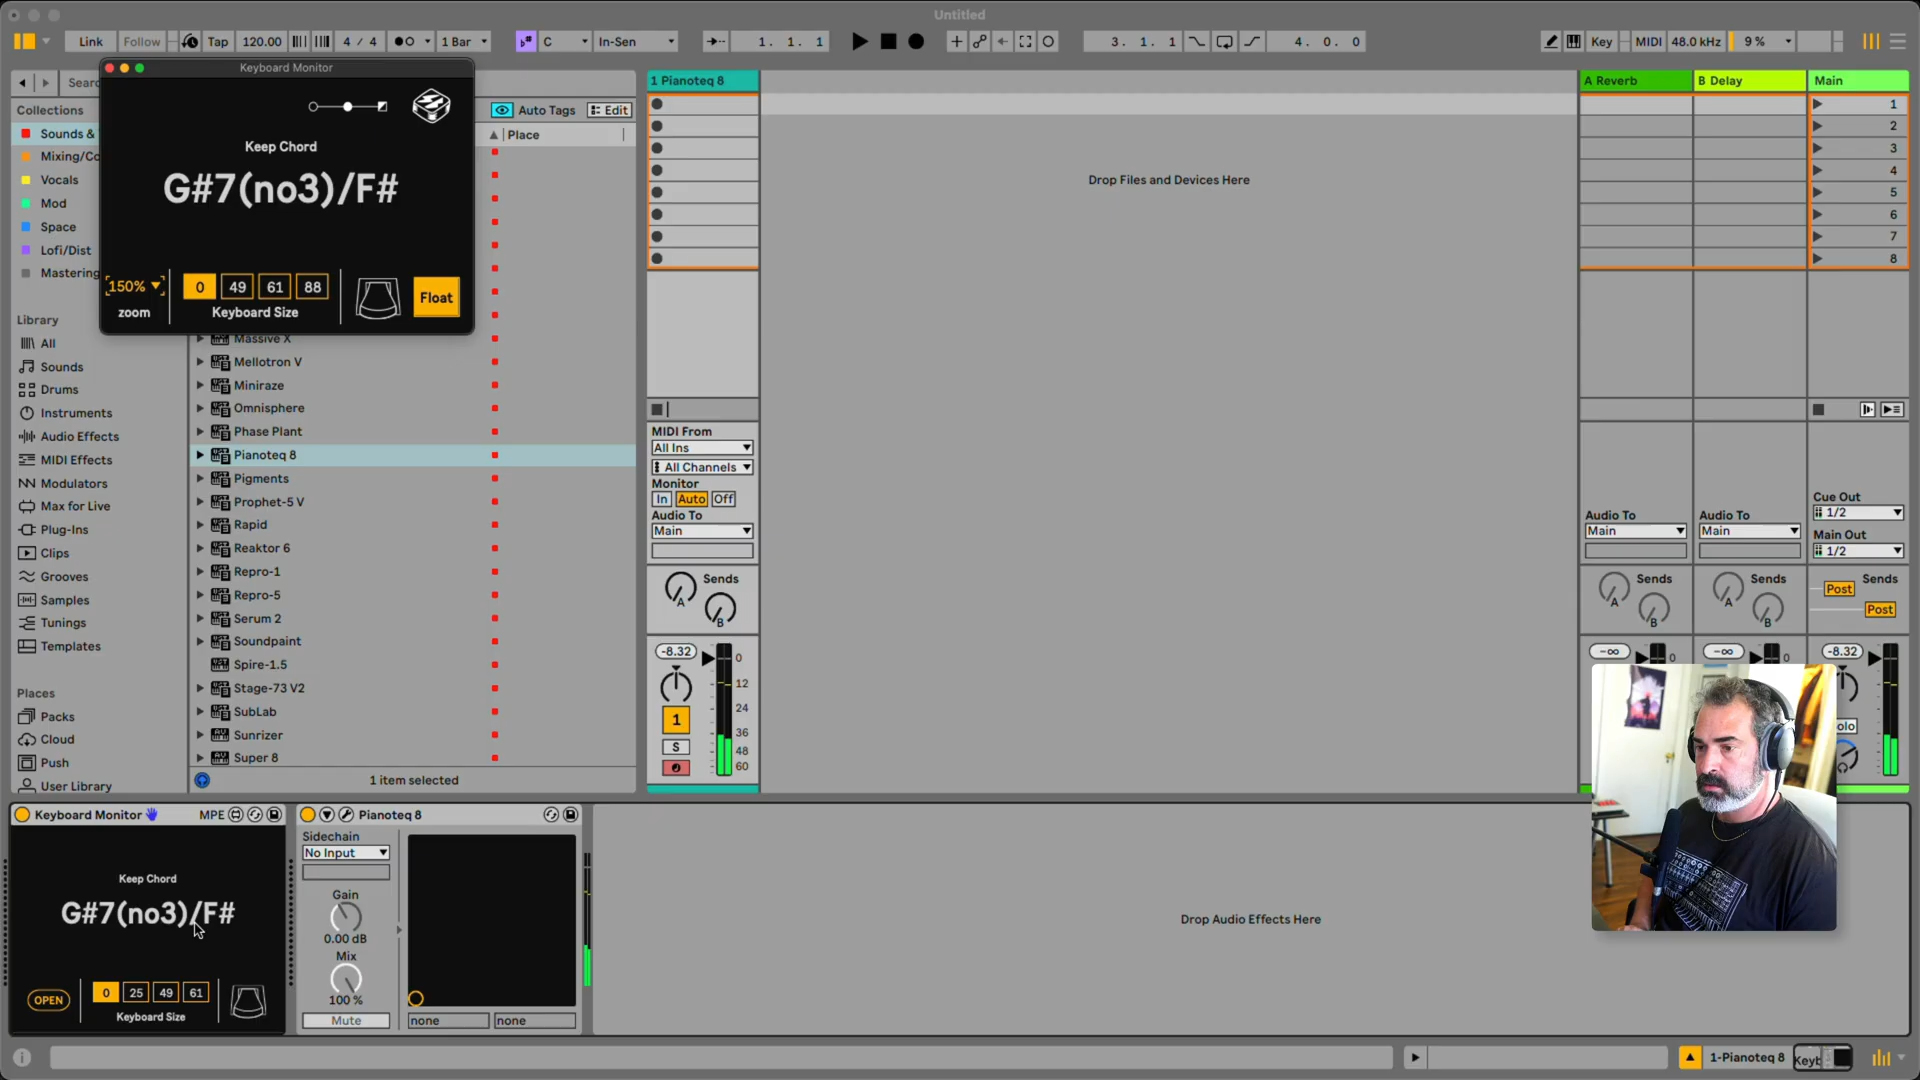 Untitled
Link
Follow
Tap
120.00
4 / 4
1 Bar
C
In-Sen
1. 1. 1
3. 1. 1
4. 0. 0
Key
MIDI
48.0 kHz
9 %
Keyboard Monitor
Keep Chord
G#7(no3)/F#
150%
zoom
0
49
61
88
Keyboard Size
Float
Searc
Collections
Sounds &
Mixing/Co
Vocals
Mod
Space
Lofi/Dist
Mastering
Library
All
Sounds
Drums
Instruments
Audio Effects
MIDI Effects
Modulators
Max for Live
Plug-Ins
Clips
Grooves
Samples
Tunings
Templates
Places
Packs
Cloud
Push
User Library
Auto Tags
Edit
Place
Massive X
Mellotron V
Miniraze
Omnisphere
Phase Plant
Pianoteq 8
Pigments
Prophet-5 V
Rapid
Reaktor 6
Repro-1
Repro-5
Serum 2
Soundpaint
Spire-1.5
Stage-73 V2
SubLab
Sunrizer
Super 8
1 item selected
1 Pianoteq 8
MIDI From
All Ins
All Channels
Monitor
In
Auto
Off
Audio To
Main
Sends
A
B
-8.32
0
12
24
36
48
60
1
S
Drop Files and Devices Here
A Reverb
B Delay
Main
1
2
3
4
5
6
7
8
Audio To
Main
Sends
A
B
-∞
0
Audio To
Main
Sends
A
B
-∞
0
Cue Out
1/2
Main Out
1/2
Sends
Post
Post
-8.32
olo
Keyboard Monitor
MPE
Keep Chord
G#7(no3)/F#
OPEN
0
25
49
61
Keyboard Size
Pianoteq 8
Sidechain
No Input
Gain
0.00 dB
Mix
100 %
Mute
none
none
Drop Audio Effects Here
1-Pianoteq 8
Keyb